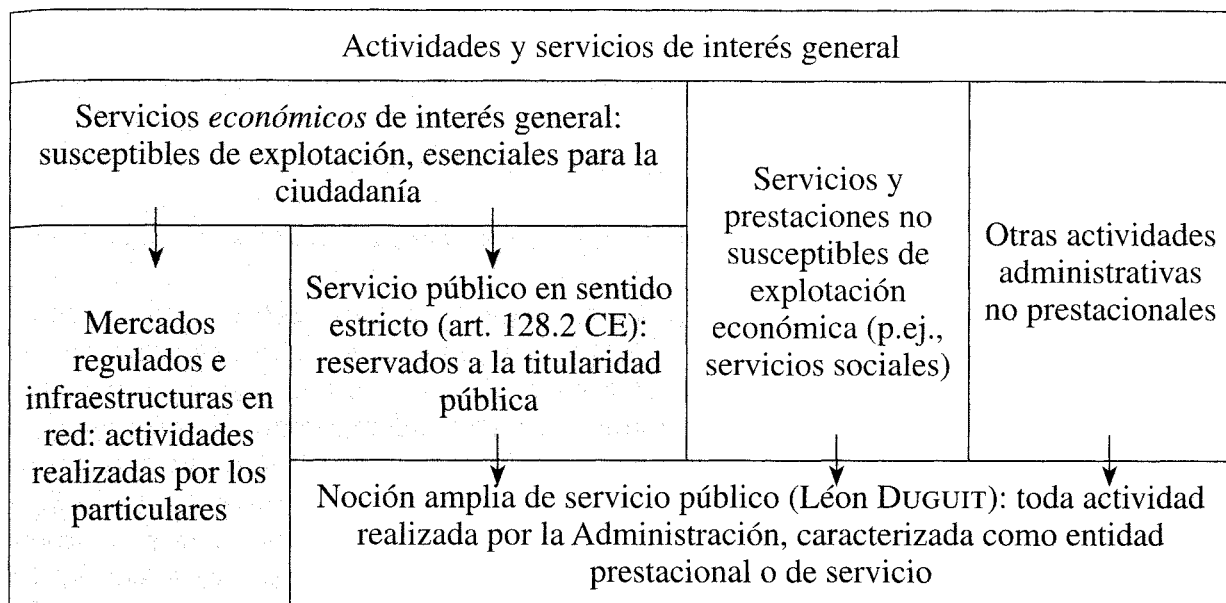 Actividades y servicios de interés general
Servicios económicos de interés general:
susceptibles de explotación, esenciales para la
ciudadanía
Mercados
regulados e
infraestructuras en
red: actividades
realizadas por los
particulares
Servicio público en sentido
estricto (art. 128.2 CE):
reservados a la titularidad
pública
Servicios y
prestaciones no
susceptibles de
explotación
económica (p.ej.,
servicios sociales)
Otras actividades
administrativas
no prestacionales
Noción amplia de servicio público (Léon DUGUIT): toda actividad
realizada por la Administración, caracterizada como entidad
prestacional o de servicio